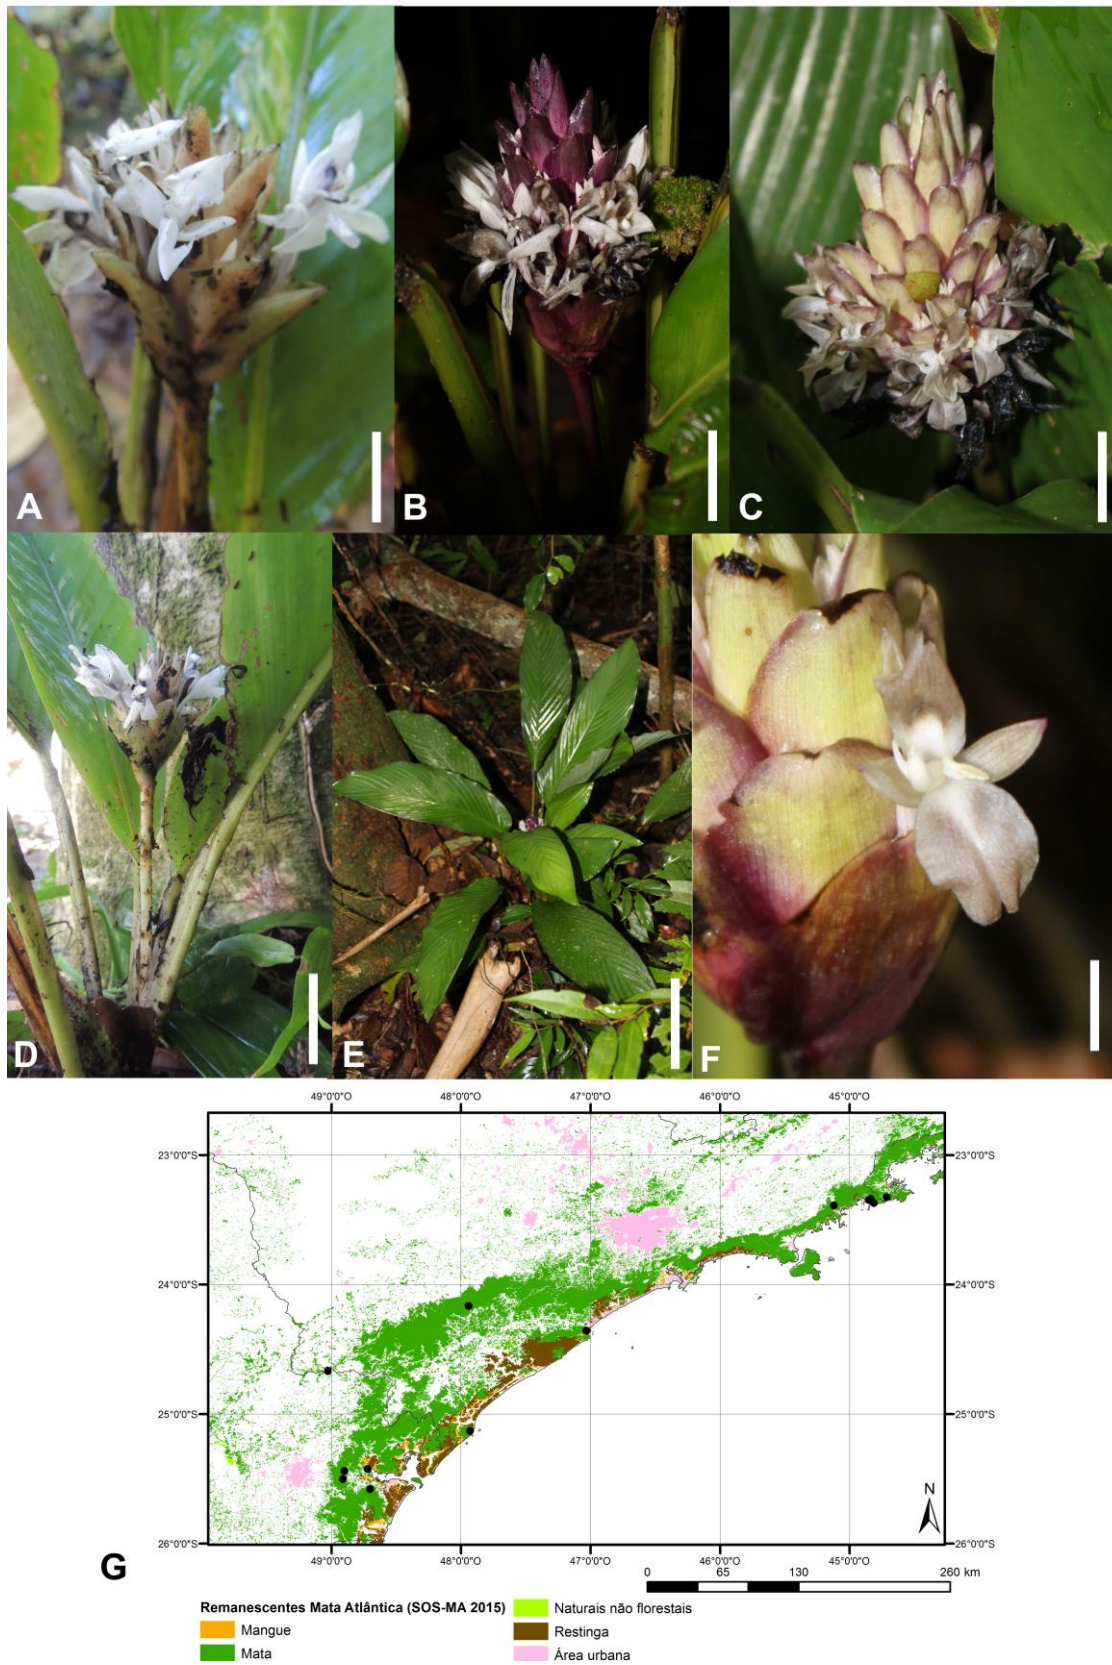 A
B
C
D
E
F
49°0'0"O 48°0'0"O 47°0'0"O 46°0'0"O 45°0'0"O
23°0'0"S 23°0'0"S
24°0'0"S 24°0'0"S
25°0'0"S 25°0'0"S
N
26°0'0"S 26°0'0"S
49°0'0"O 48°0'0"O 47°0'0"O 46°0'0"O 45°0'0"O
G
0 65 130 260 km
Remanescentes Mata Atlântica (SOS-MA 2015)
Mangue
Mata
Naturais não florestais
Restinga
Área urbana